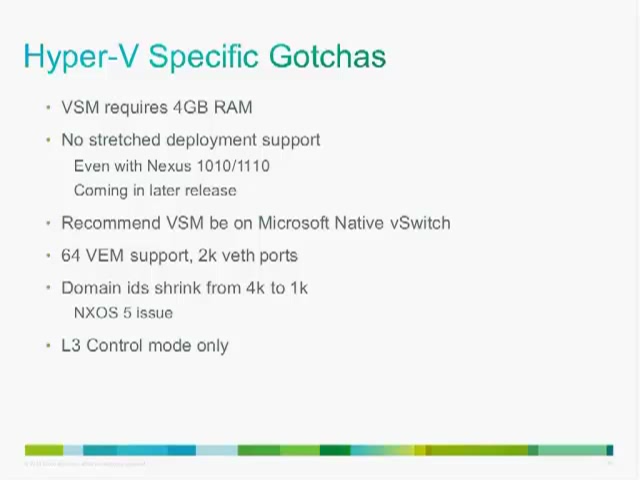 Hyper-V Specific Gotchas
• VSM requires 4GB RAM
• No stretched deployment support
Even with Nexus 1010/1110
Coming in later release
• Recommend VSM be on Microsoft Native vSwitch
• 64 VEM support, 2k veth ports
• Domain ids shrink from 4k to 1k
NXOS 5 issue
• L3 Control mode only